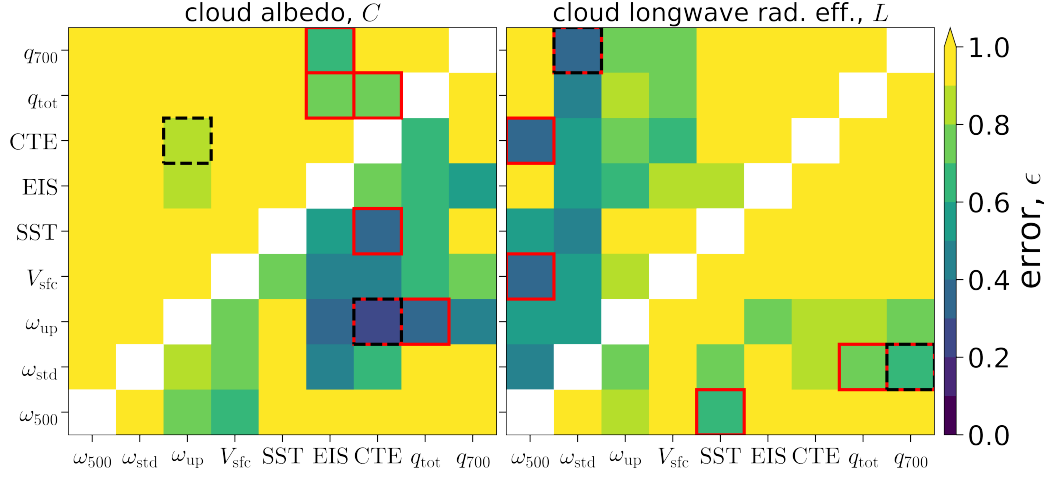 cloud albedo, C
cloud longwave rad. eff., L
q700
qtot
CTE
EIS
SST
Vsfc
ωup
ωstd
ω500
ω500 ωstd ωup Vsfc SST EIS CTE qtot q700
ω500 ωstd ωup Vsfc SST EIS CTE qtot q700
1.0
0.8
0.6
0.4
0.2
0.0
error, ϵ